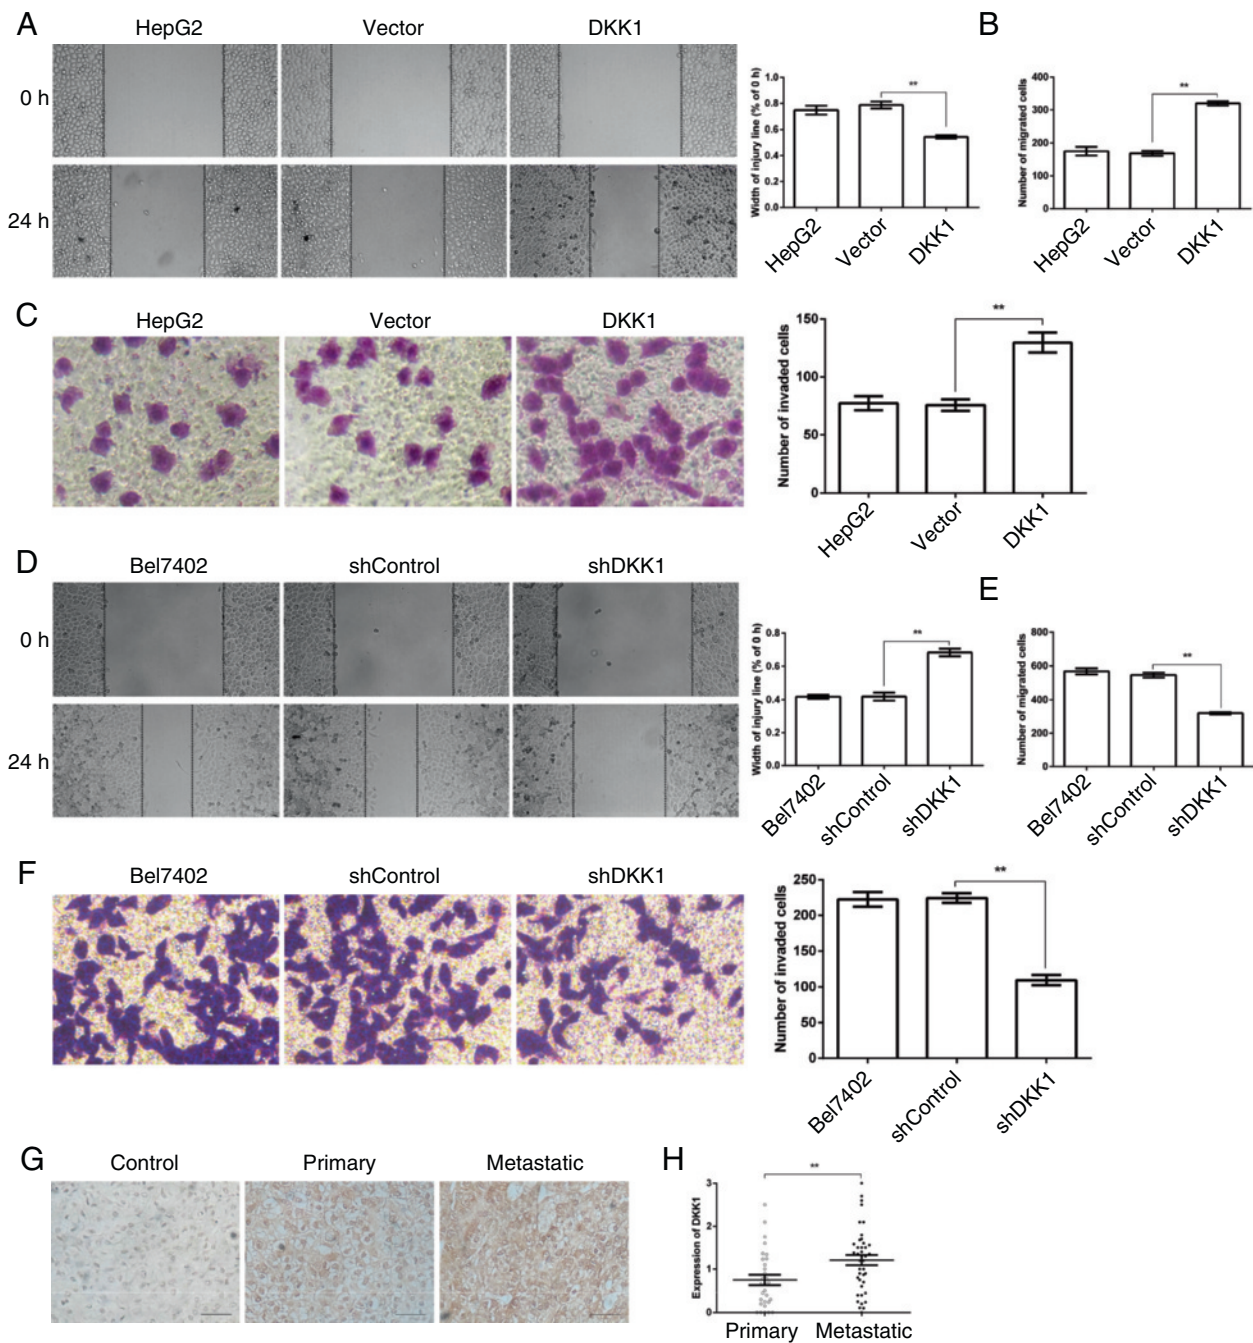 A
HepG2
Vector
DKK1
0 h
24 h
Width of injury line (% of 0 h)
1.0
0.8
0.6
0.4
0.2
0.0
**
HepG2
Vector
DKK1
B
Number of migrated cells
400
300
200
100
0
**
HepG2
Vector
DKK1
C
HepG2
Vector
DKK1
Number of invaded cells
150
100
50
0
**
HepG2
Vector
DKK1
D
Bel7402
shControl
shDKK1
0 h
24 h
Width of injury line (% of 0 h)
0.8
0.6
0.4
0.2
0.0
**
Bel7402
shControl
shDKK1
E
Number of migrated cells
800
600
400
200
0
**
Bel7402
shControl
shDKK1
F
Bel7402
shControl
shDKK1
Number of invaded cells
250
200
150
100
50
0
**
Bel7402
shControl
shDKK1
G
Control
Primary
Metastatic
H
Expression of DKK1
3
2
1
0
**
Primary
Metastatic